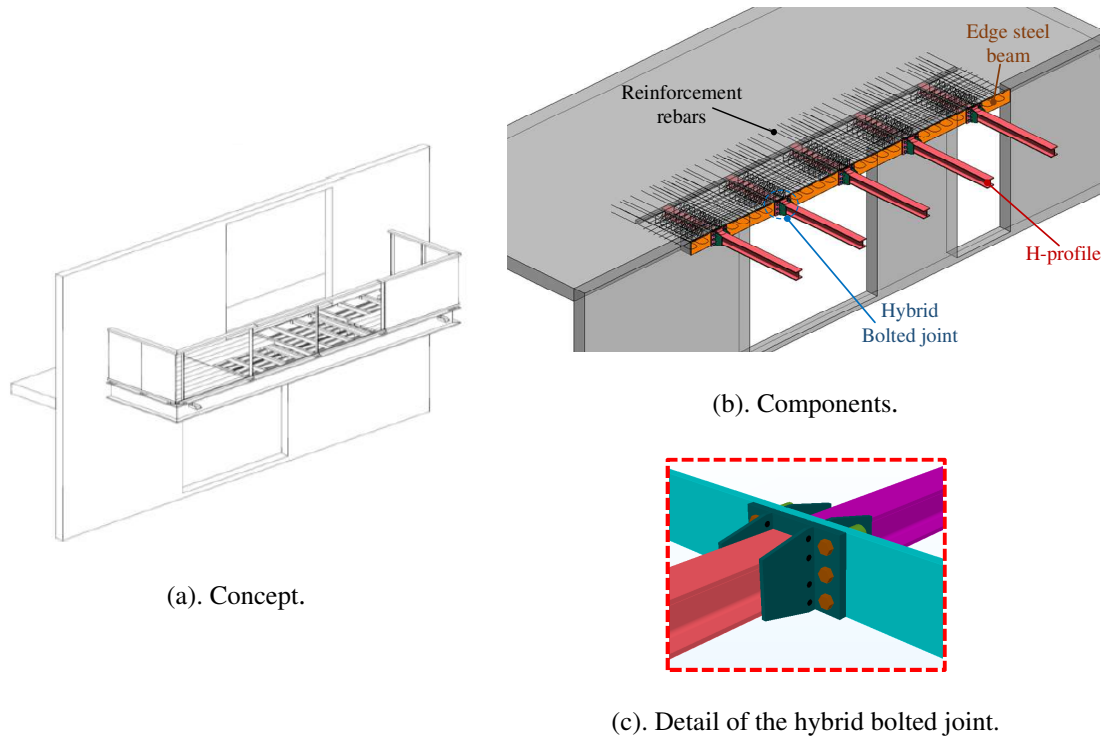 Edge steel
beam
Reinforcement
rebars
H-profile
Hybrid
Bolted joint
(b). Components.
(a). Concept.
(c). Detail of the hybrid bolted joint.